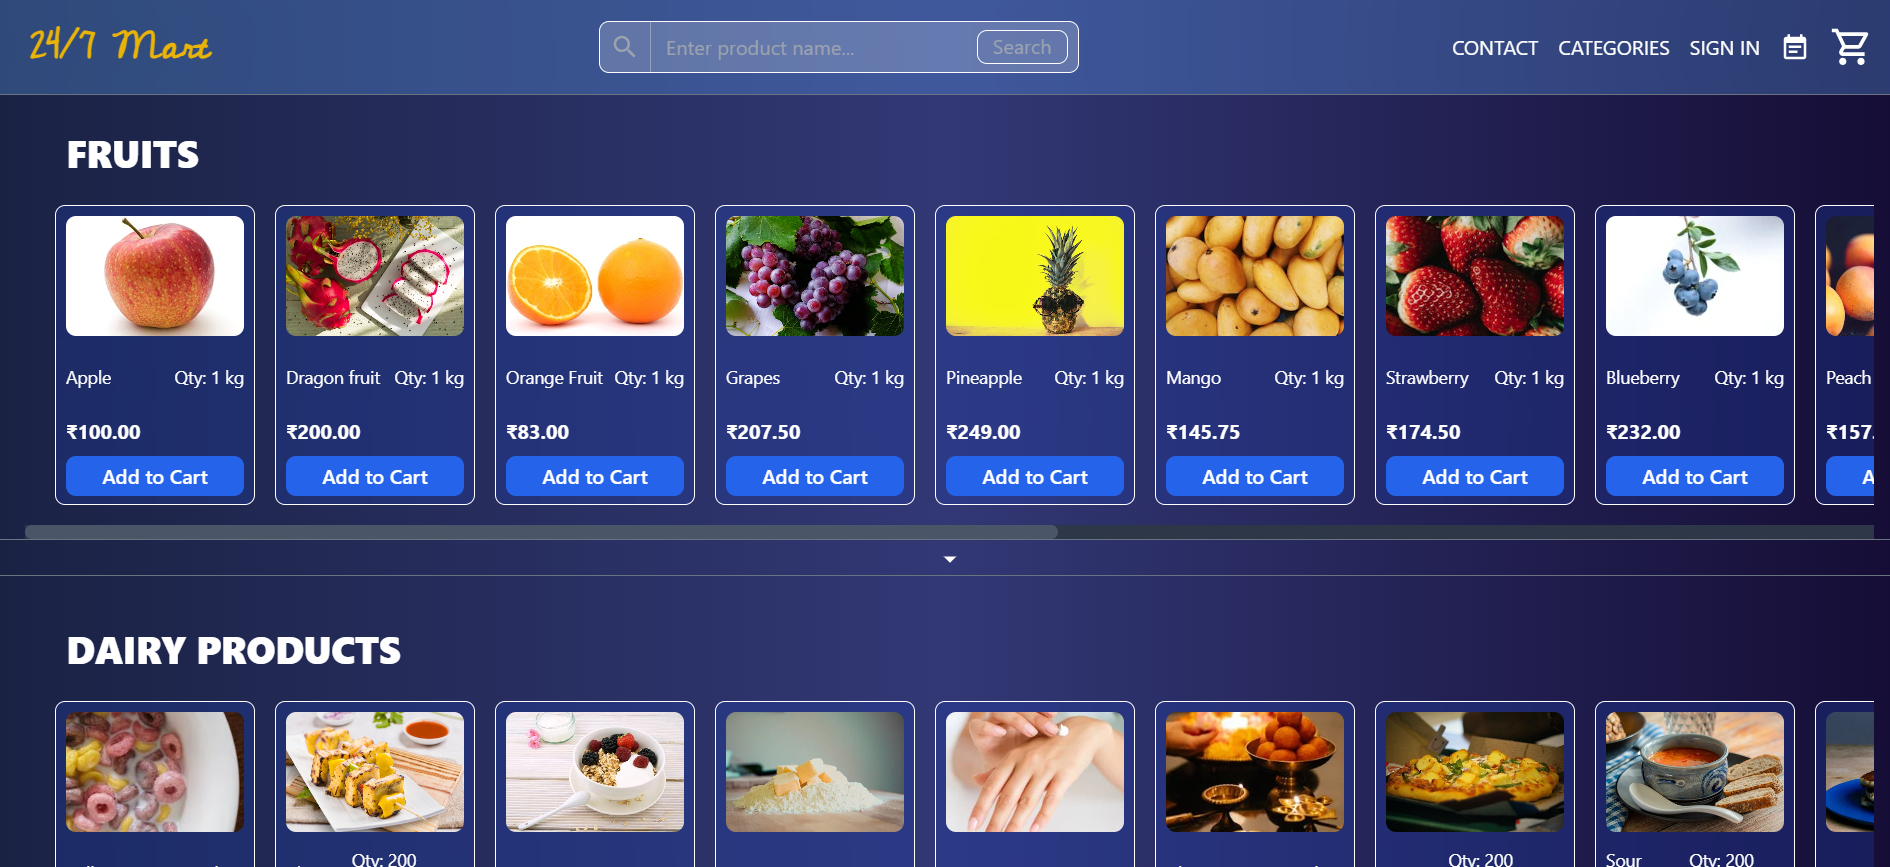 24/7 Mart
Enter product name...
Search
CONTACT
CATEGORIES
SIGN IN
FRUITS
Apple Qty: 1 kg
₹100.00
Add to Cart
Dragon fruit Qty: 1 kg
₹200.00
Add to Cart
Orange Fruit Qty: 1 kg
₹83.00
Add to Cart
Grapes Qty: 1 kg
₹207.50
Add to Cart
Pineapple Qty: 1 kg
₹249.00
Add to Cart
Mango Qty: 1 kg
₹145.75
Add to Cart
Strawberry Qty: 1 kg
₹174.50
Add to Cart
Blueberry Qty: 1 kg
₹232.00
Add to Cart
Peach
₹157.
A
DAIRY PRODUCTS
Qty: 200
Qty: 200
Sour Qty: 200